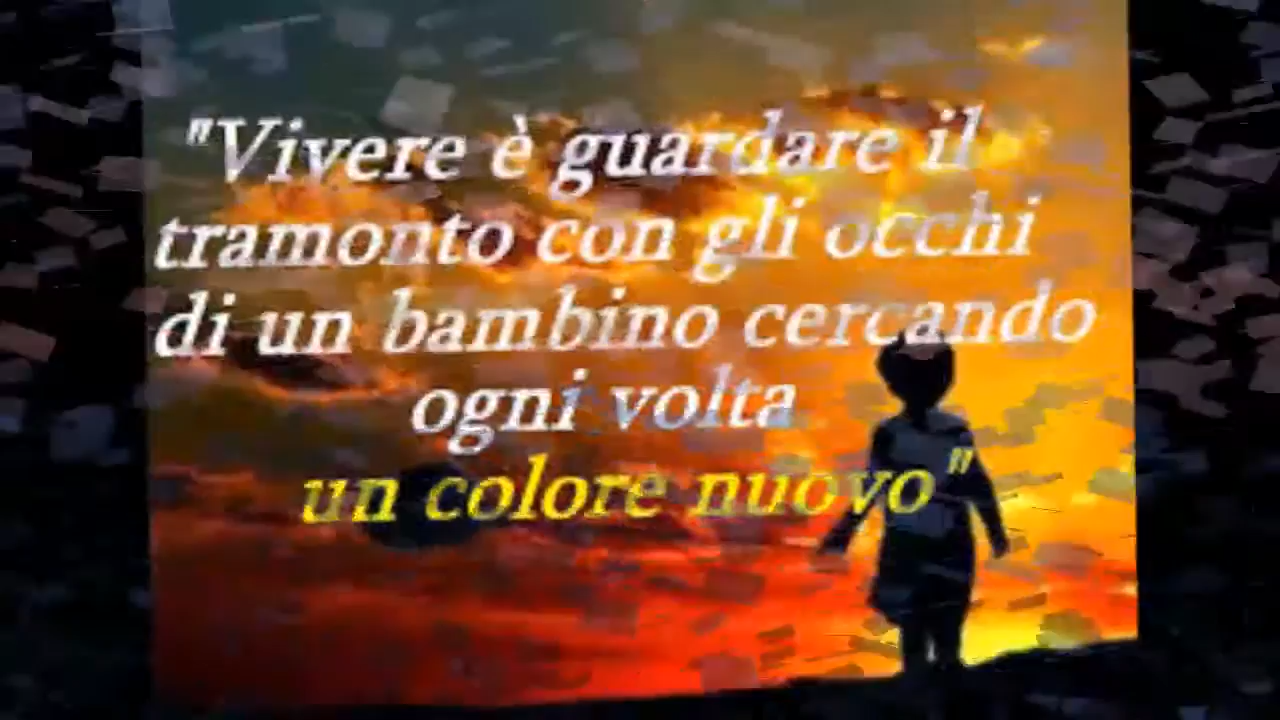 "Vivere è guardare il
tramonto con gli occhi
di un bambino cercando
ogni volta
un colore nuovo"